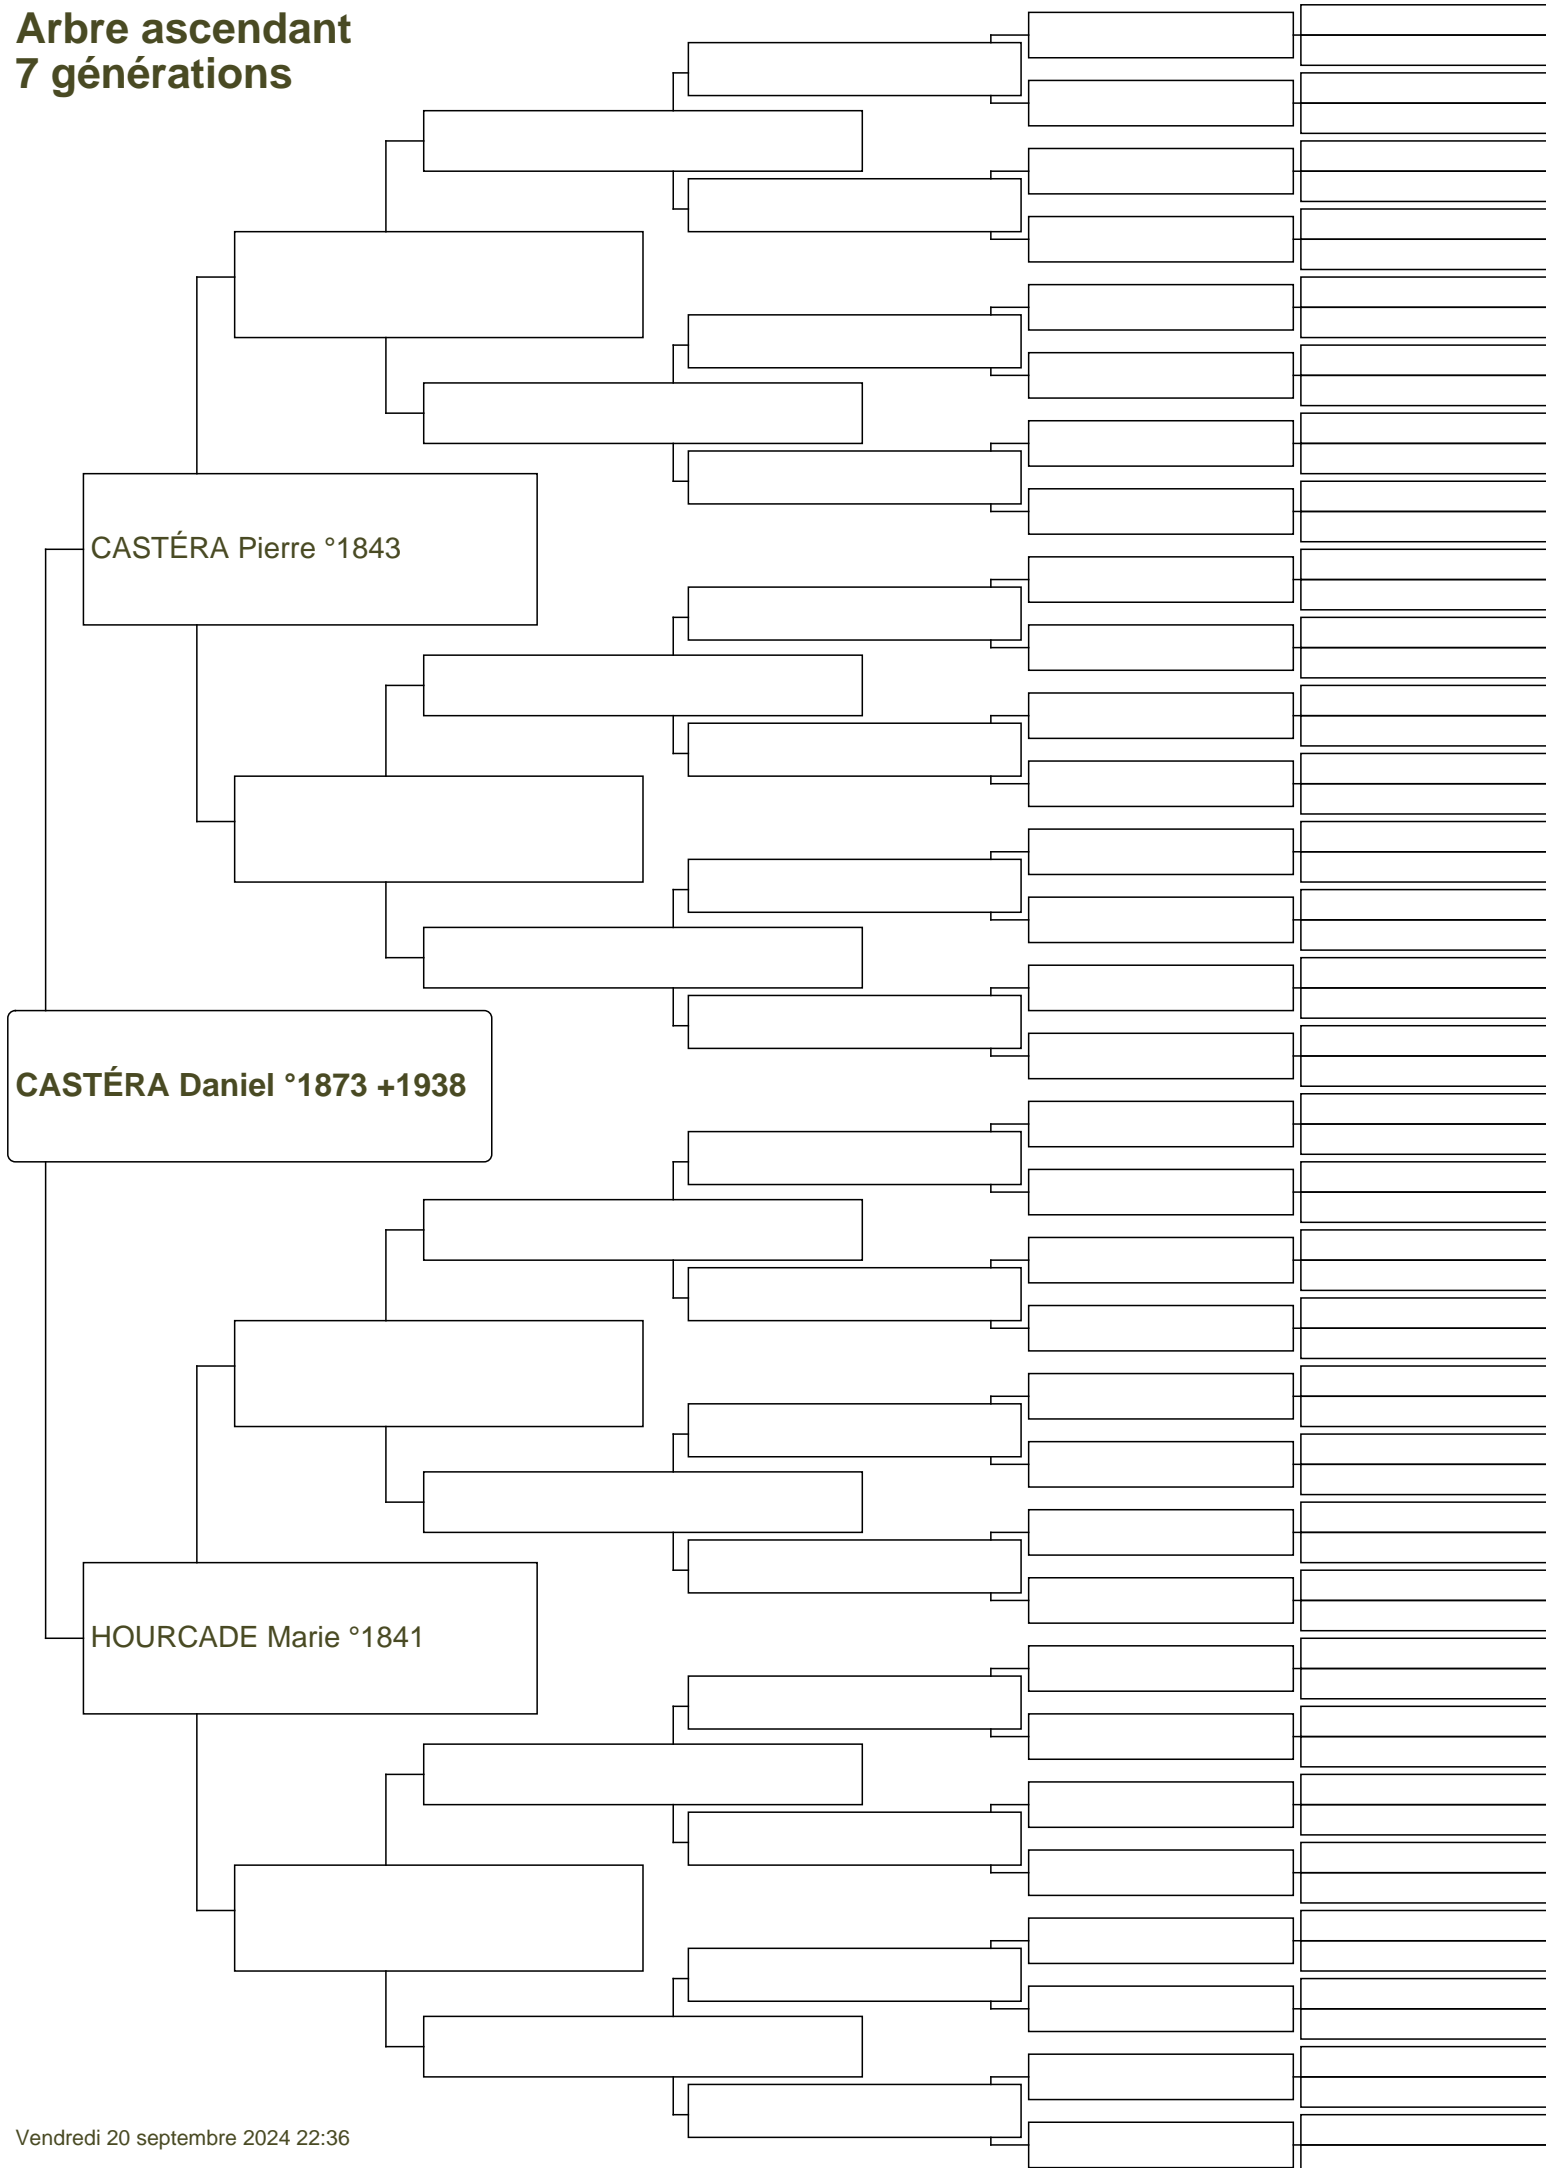 Arbre ascendant
7 générations
CASTÉRA Pierre °1843
CASTÉRA Daniel °1873 +1938
HOURCADE Marie °1841
Vendredi 20 septembre 2024 22:36